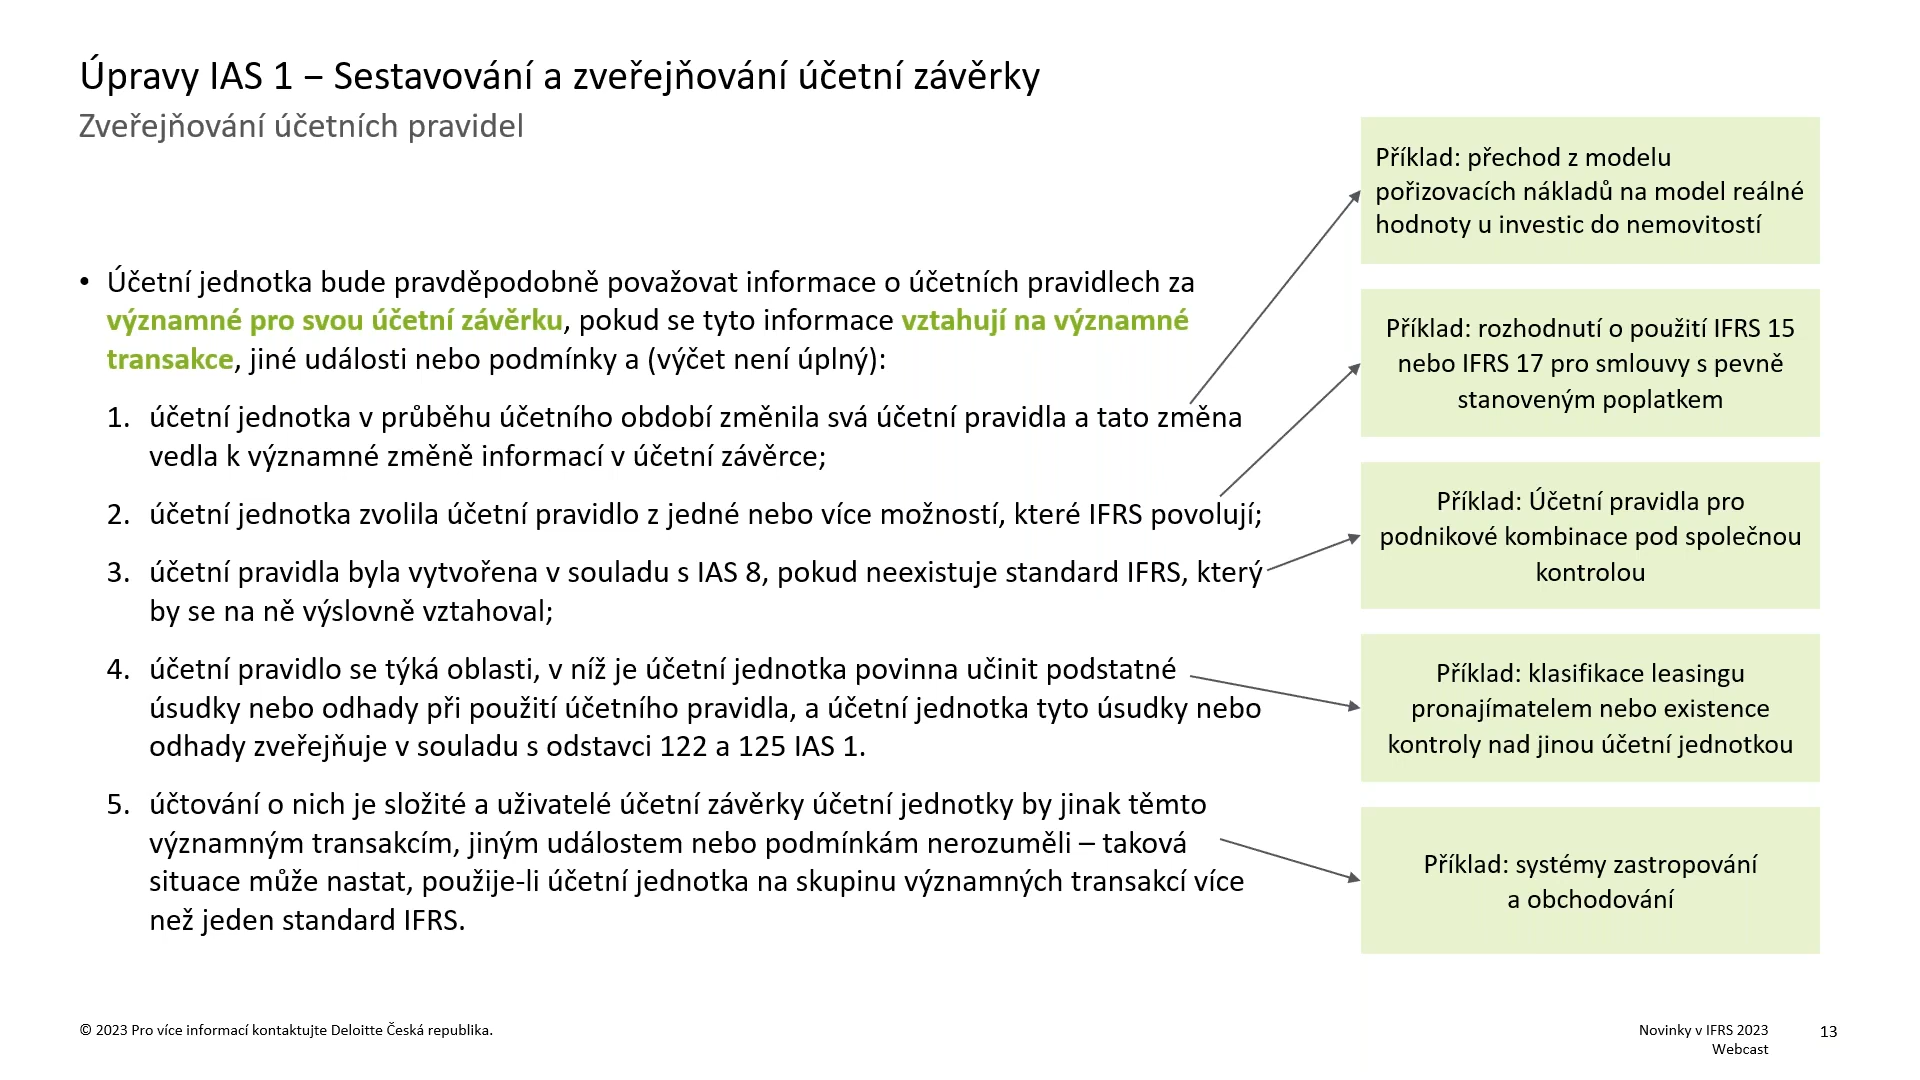 Úpravy IAS 1 – Sestavování a zveřejňování účetní závěrky
Zveřejňování účetních pravidel
• Účetní jednotka bude pravděpodobně považovat informace o účetních pravidlech za
významné pro svou účetní závěrku, pokud se tyto informace vztahují na významné
transakce, jiné události nebo podmínky a (výčet není úplný):
1. účetní jednotka v průběhu účetního období změnila svá účetní pravidla a tato změna
vedla k významné změně informací v účetní závěrce;
2. účetní jednotka zvolila účetní pravidlo z jedné nebo více možností, které IFRS povolují;
3. účetní pravidla byla vytvořena v souladu s IAS 8, pokud neexistuje standard IFRS, který
by se na ně výslovně vztahoval;
4. účetní pravidlo se týká oblasti, v níž je účetní jednotka povinna učinit podstatné
úsudky nebo odhady při použití účetního pravidla, a účetní jednotka tyto úsudky nebo
odhady zveřejňuje v souladu s odstavci 122 a 125 IAS 1.
5. účtování o nich je složité a uživatelé účetní závěrky účetní jednotky by jinak těmto
významným transakcím, jiným událostem nebo podmínkám nerozuměli – taková
situace může nastat, použije-li účetní jednotka na skupinu významných transakcí více
než jeden standard IFRS.
Příklad: přechod z modelu
pořizovacích nákladů na model reálné
hodnoty u investic do nemovitostí
Příklad: rozhodnutí o použití IFRS 15
nebo IFRS 17 pro smlouvy s pevně
stanoveným poplatkem
Příklad: Účetní pravidla pro
podnikové kombinace pod společnou
kontrolou
Příklad: klasifikace leasingu
pronajímatelem nebo existence
kontroly nad jinou účetní jednotkou
Příklad: systémy zastropování
a obchodování
© 2023 Pro více informací kontaktujte Deloitte Česká republika.
Novinky v IFRS 2023
Webcast
13